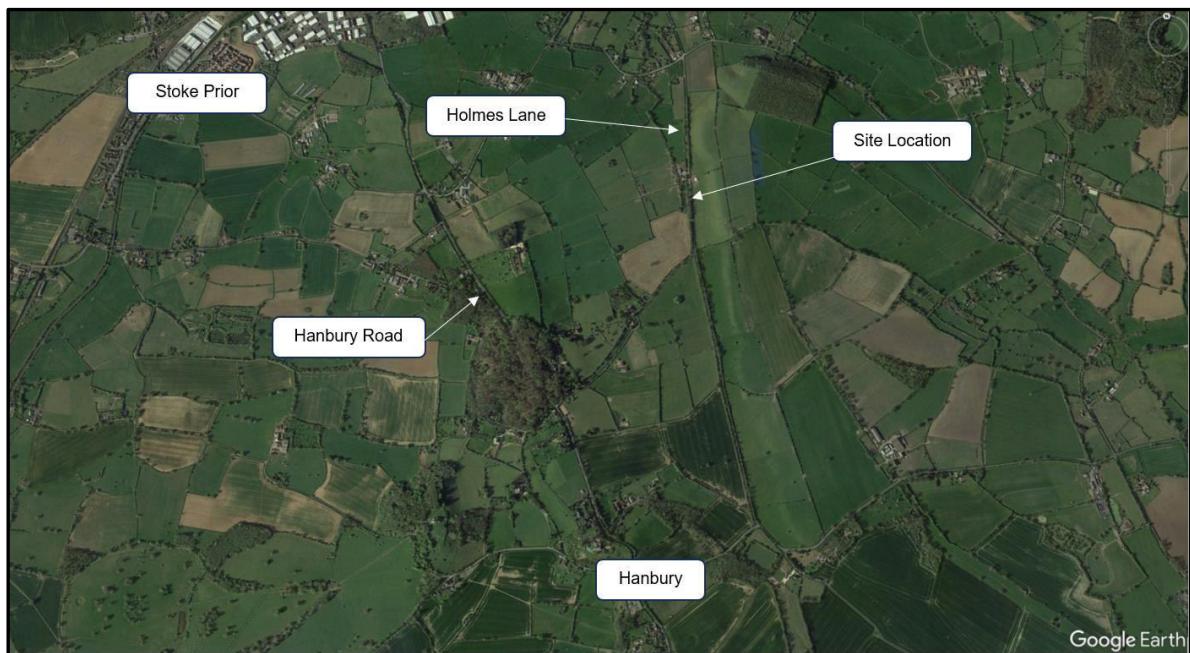 Stoke Prior
Holmes Lane
Site Location
Hanbury Road
Hanbury
Google Earth